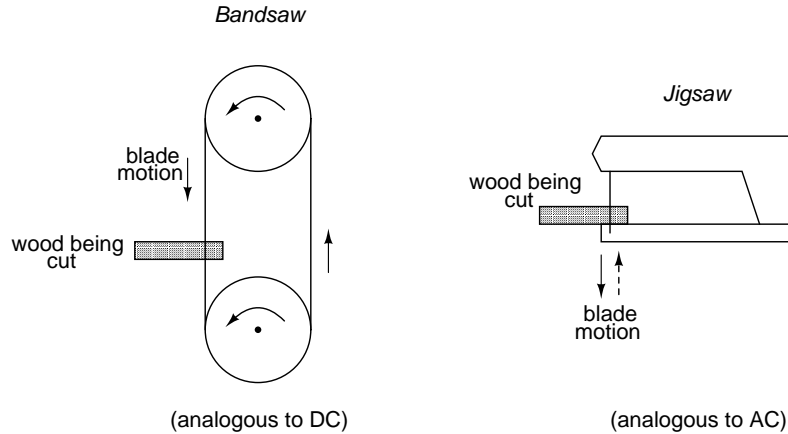 Bandsaw
blade
motion
wood being
cut
(analogous to DC)
Jigsaw
wood being
cut
blade
motion
(analogous to AC)